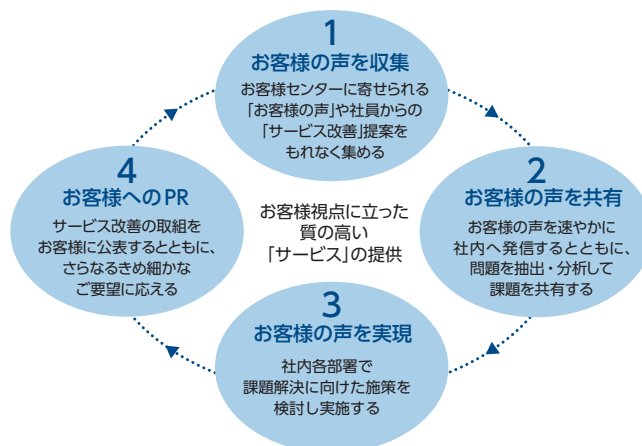 1
お客様の声を収集
お客様センターに寄せられる
「お客様の声」や社員からの
「サービス改善」提案を
もれなく集める
2
お客様の声を共有
お客様の声を速やかに
社内へ発信するとともに、
問題を抽出・分析して
課題を共有する
3
お客様の声を実現
社内各部署で
課題解決に向けた施策を
検討し実施する
4
お客様へのPR
サービス改善の取組を
お客様に公表するとともに、
さらなるきめ細かな
ご要望に応える
お客様視点に立った
質の高い
「サービス」の提供